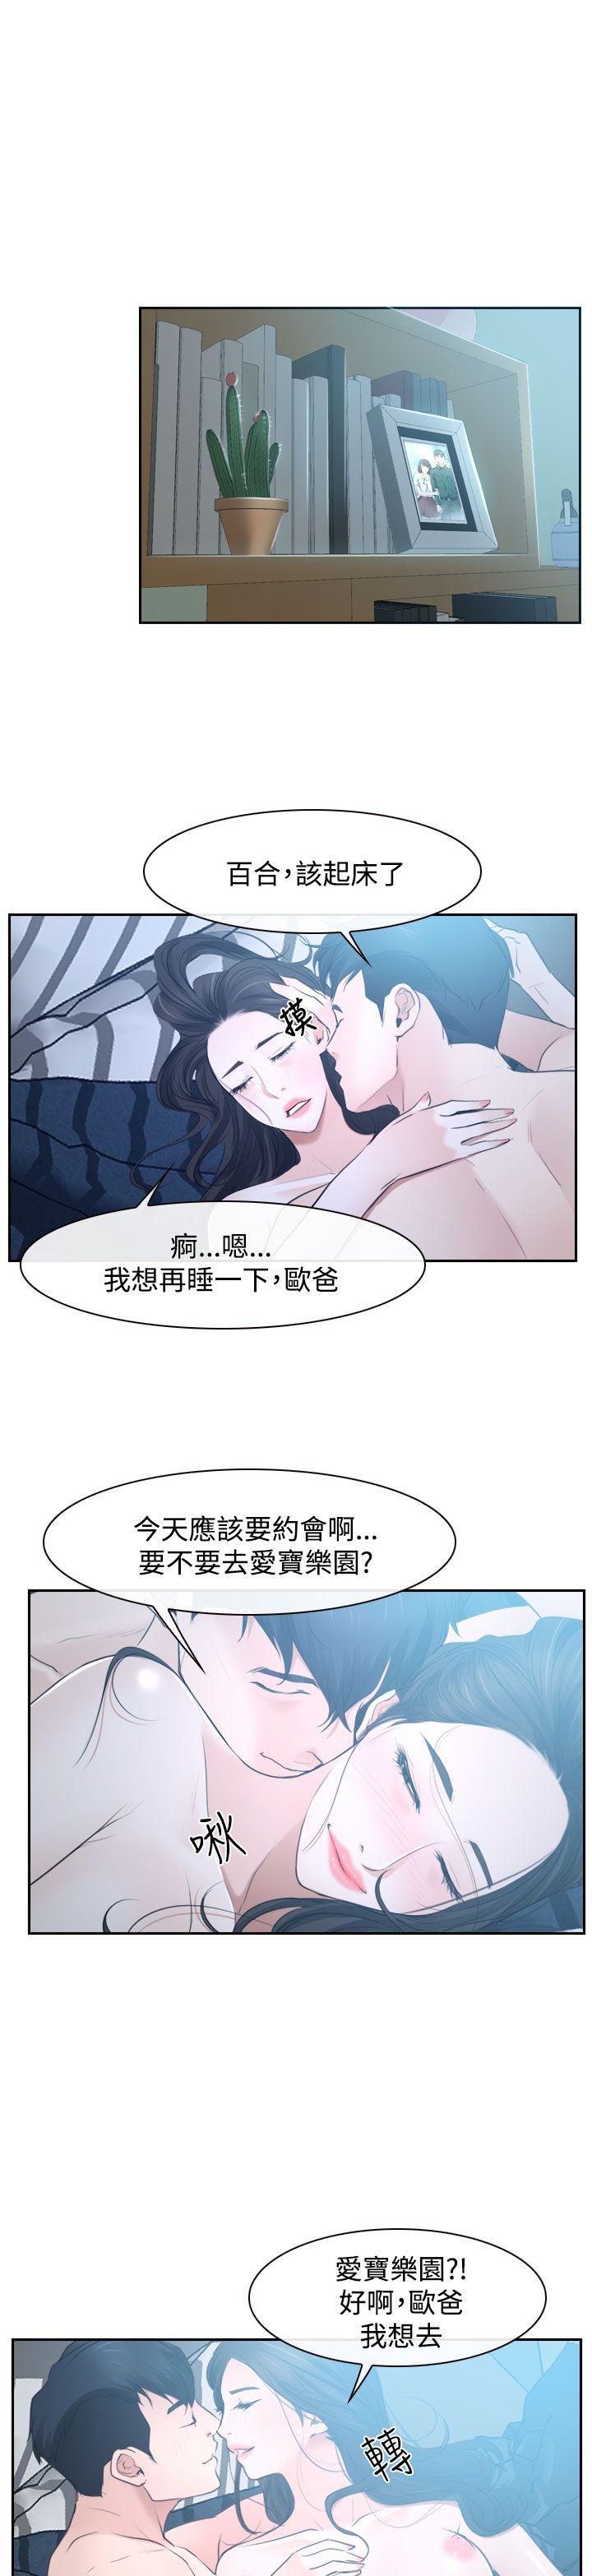 百合，該起床了
摸
痾…嗯…
我想再睡一下，歐爸
今天應該要約會啊…
要不要去愛寶樂園?
啾
愛寶樂園?!
好啊，歐爸
我想去
轉